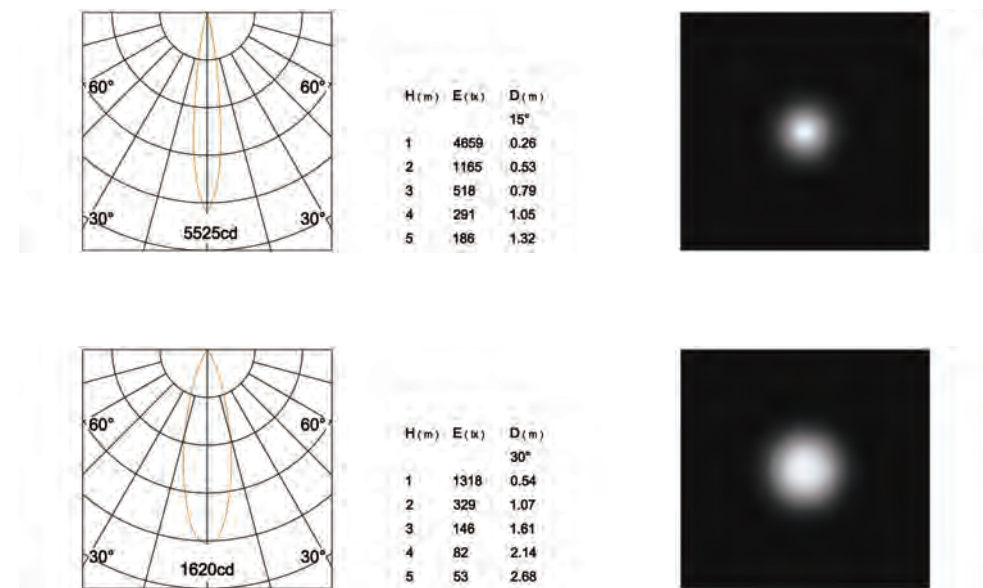 60° 60°
30° 30°
5525cd
H(m) E(lx) D(m)
15°
1 4659 0.26
2 1165 0.53
3 518 0.79
4 291 1.05
5 186 1.32
60° 60°
30° 30°
1620cd
H(m) E(lx) D(m)
30°
1 1318 0.54
2 329 1.07
3 146 1.61
4 82 2.14
5 53 2.68